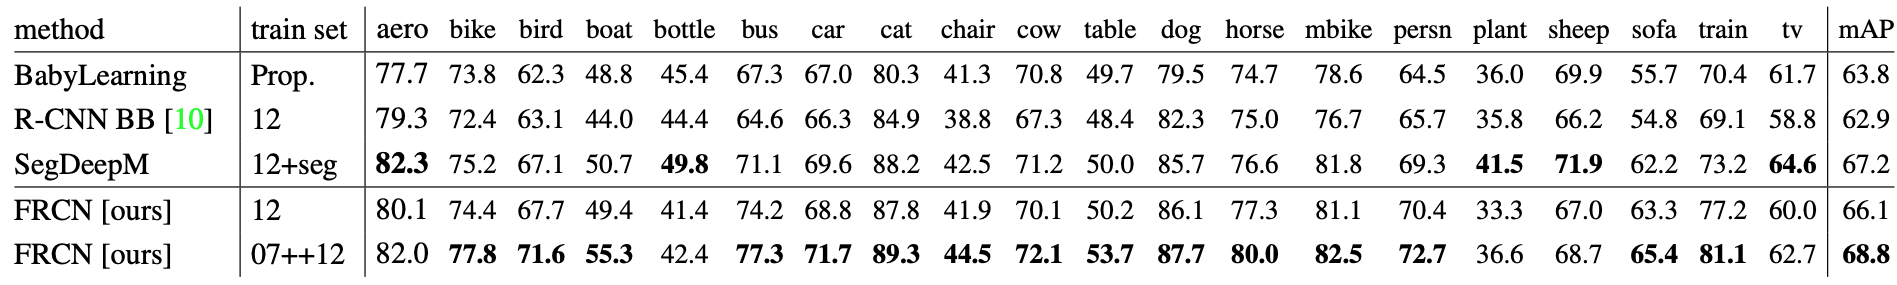 method train set aero bike bird boat bottle bus car cat chair cow table dog horse mbike persn plant sheep sofa train tv mAP
BabyLearning Prop. 77.7 73.8 62.3 48.8 45.4 67.3 67.0 80.3 41.3 70.8 49.7 79.5 74.7 78.6 64.5 36.0 69.9 55.7 70.4 61.7 63.8
R-CNN BB [10] 12 79.3 72.4 63.1 44.0 44.4 64.6 66.3 84.9 38.8 67.3 48.4 82.3 75.0 76.7 65.7 35.8 66.2 54.8 69.1 58.8 62.9
SegDeepM 12+seg 82.3 75.2 67.1 50.7 49.8 71.1 69.6 88.2 42.5 71.2 50.0 85.7 76.6 81.8 69.3 41.5 71.9 62.2 73.2 64.6 67.2
FRCN [ours] 12 80.1 74.4 67.7 49.4 41.4 74.2 68.8 87.8 41.9 70.1 50.2 86.1 77.3 81.1 70.4 33.3 67.0 63.3 77.2 60.0 66.1
FRCN [ours] 07++12 82.0 77.8 71.6 55.3 42.4 77.3 71.7 89.3 44.5 72.1 53.7 87.7 80.0 82.5 72.7 36.6 68.7 65.4 81.1 62.7 68.8